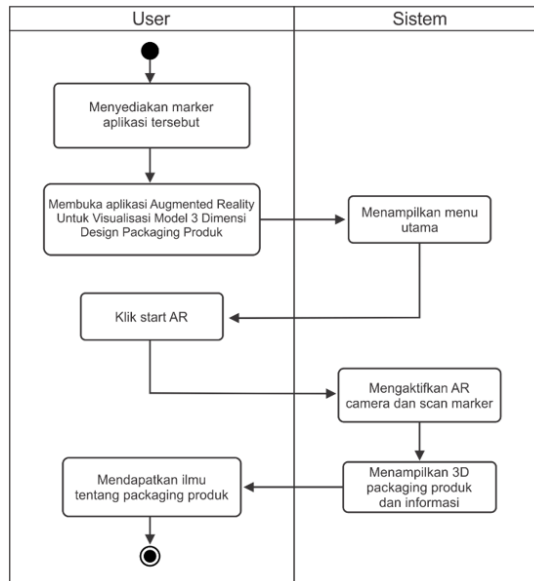 User
Sistem
Menyediakan marker
aplikasi tersebut
Membuka aplikasi Augmented Reality
Untuk Visualisasi Model 3 Dimensi
Design Packaging Produk
Menampilkan menu
utama
Klik start AR
Mengaktifkan AR
camera dan scan marker
Menampilkan 3D
packaging produk
dan informasi
Mendapatkan ilmu
tentang packaging produk